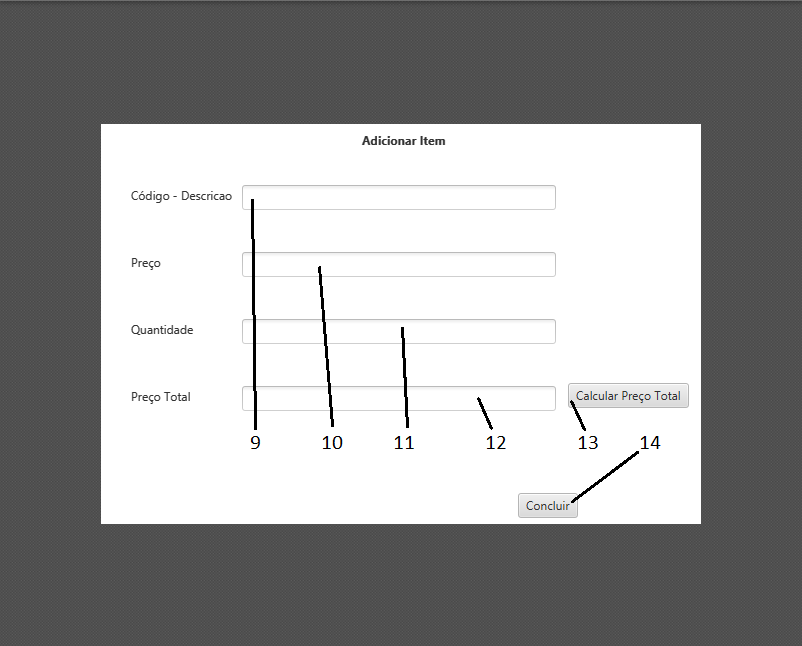 Adicionar Item
Código - Descricao
Preço
Quantidade
Preço Total
Calcular Preço Total
9 10 11 12 13 14
Concluir